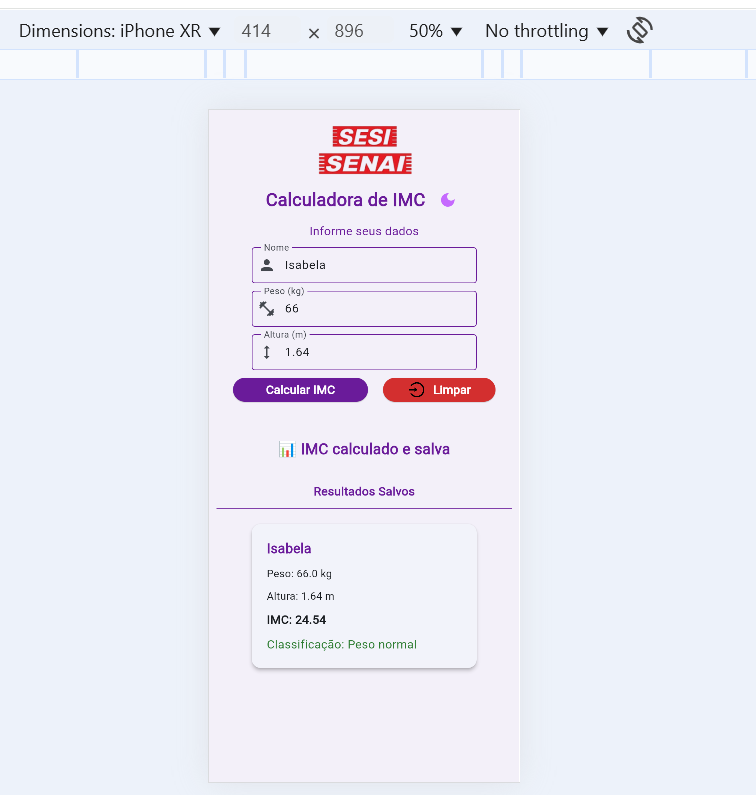 Dimensions: iPhone XR ▼ 414 × 896 50% ▼ No throttling ▼
SESI
SENAI
Calculadora de IMC
Informe seus dados
Nome
Isabela
Peso (kg)
66
Altura (m)
1.64
Calcular IMC Limpar
📊 IMC calculado e salva
Resultados Salvos
Isabela
Peso: 66.0 kg
Altura: 1.64 m
IMC: 24.54
Classificação: Peso normal